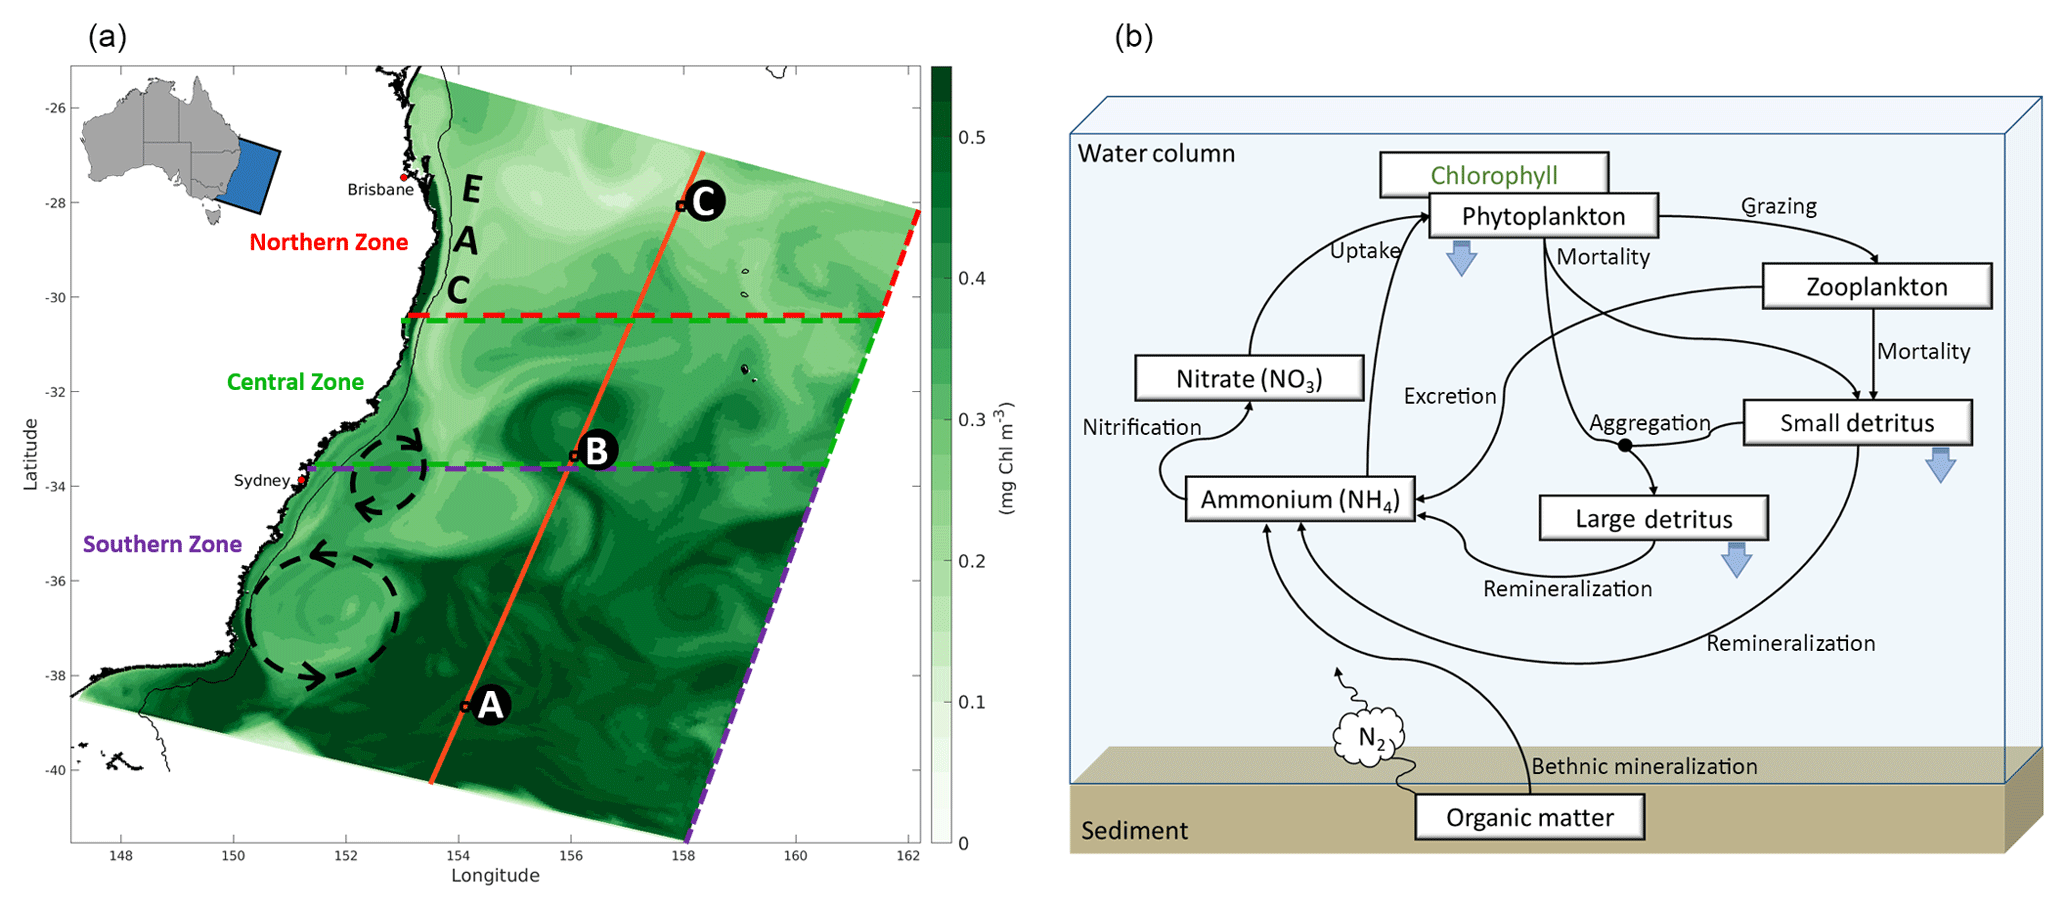 (a)
-26
-28
-30
-32
-34
-36
-38
-40
Latitude
148
150
152
154
156
158
160
162
Longitude
Brisbane
Northern Zone
Central Zone
Sydney
Southern Zone
E
A
C
C
B
A
0.5
0.4
0.3
0.2
0.1
0
(mg Chl m-3)
(b)
Water column
Chlorophyll
Phytoplankton
Grazing
Uptake
Mortality
Zooplankton
Nitrate (NO3)
Mortality
Excretion
Nitrification
Aggregation
Small detritus
Ammonium (NH4)
Large detritus
Remineralization
Remineralization
N2
Bethnic mineralization
Organic matter
Sediment